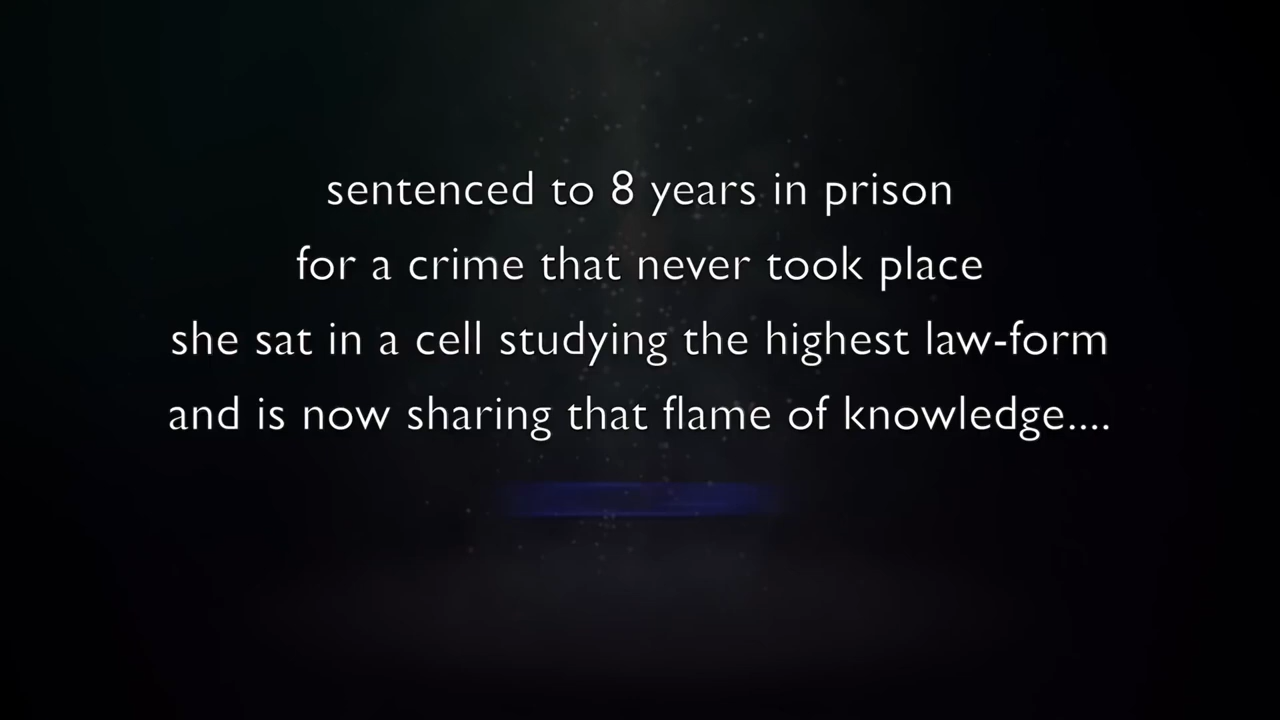 sentenced to 8 years in prison
for a crime that never took place
she sat in a cell studying the highest law-form
and is now sharing that flame of knowledge....